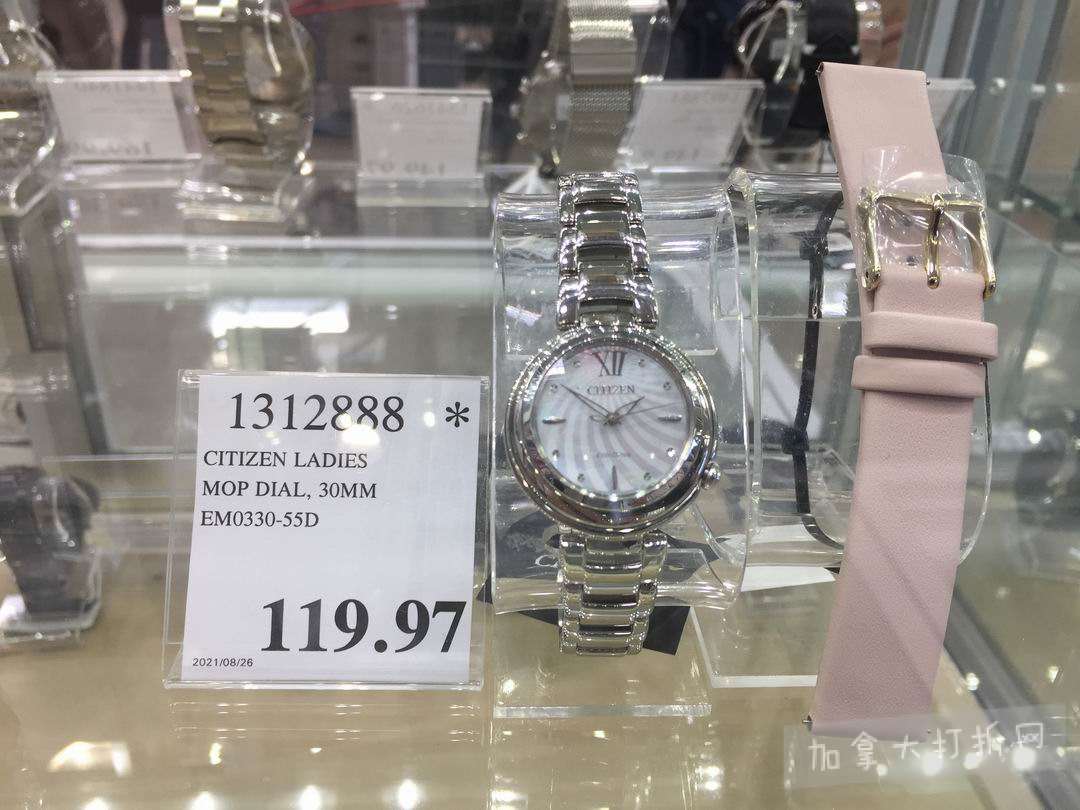 1312888 *
CITIZEN LADIES
MOP DIAL, 30MM
EM0330-55D
119.97
2021/08/26
XII
CITIZEN
加拿大打折网